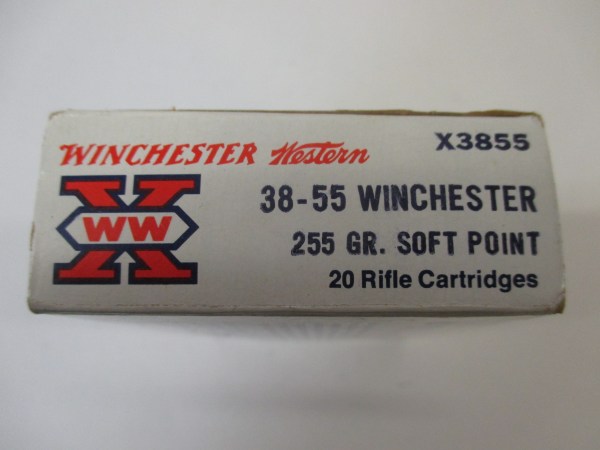 WINCHESTER Western
X3855
WW
38-55 WINCHESTER
255 GR. SOFT POINT
20 Rifle Cartridges